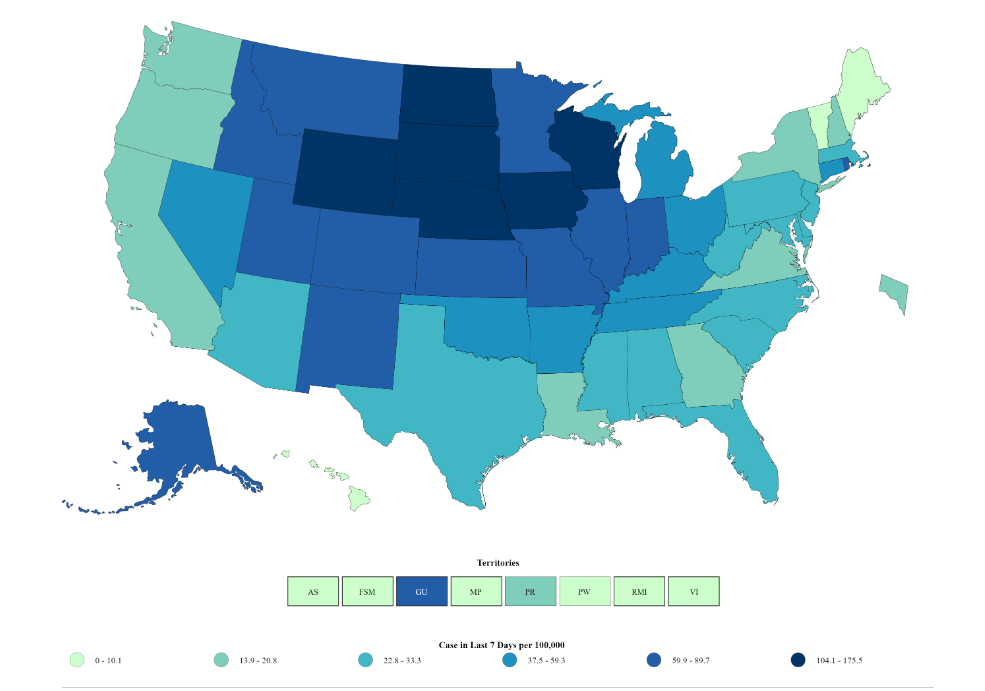 Territories
AS FSM GU MP PR PW RMI VI
Case in Last 7 Days per 100,000
0 - 10.1 13.9 - 20.8 22.8 - 33.3 37.5 - 59.3 59.9 - 89.7 104.1 - 175.5